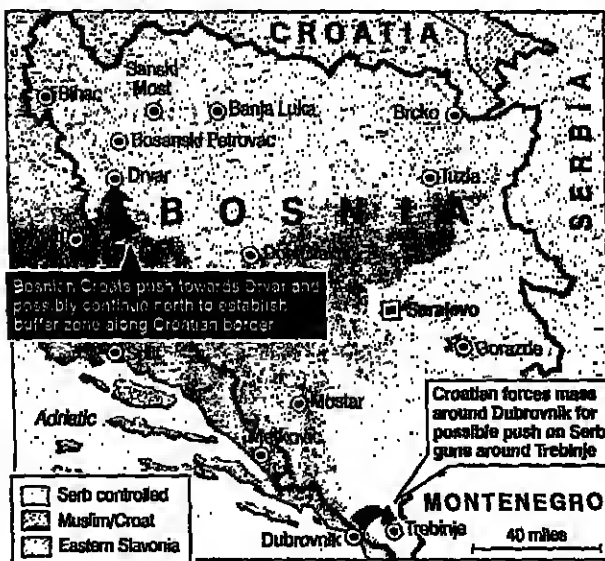 CROATIA
SERBIA
Sanski
Most
Bihac
Banja Luka
Brcko
Bosanski Petrovac
Drvar
Tuzla
BOSNIA
Bosnian Croats push towards Drvar and
possibly continue north to establish
buffer zone along Croatian border
Sarajevo
Gorazde
Split
Mostar
Adriatic
Croatian forces mass
around Dubrovnik for
possible push on Serb
guns around Trebinje
Serb controlled
Muslim/Croat
Eastern Slavonia
MONTENEGRO
Dubrovnik
Trebinje
40 miles